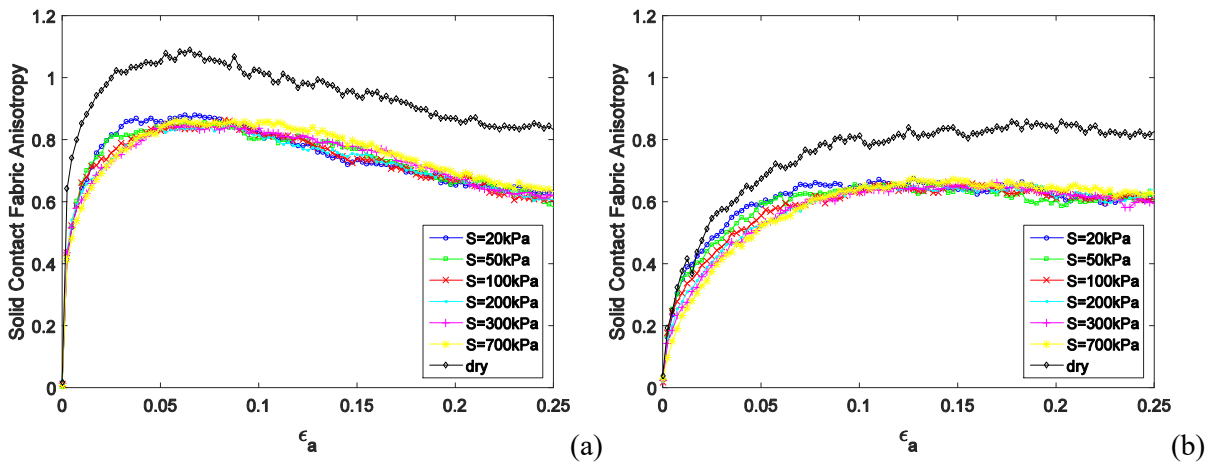 1.2
1
0.8
0.6
0.4
0.2
0
Solid Contact Fabric Anisotropy
S=20kPa
S=50kPa
S=100kPa
S=200kPa
S=300kPa
S=700kPa
dry
0 0.05 0.1 0.15 0.2 0.25
ϵa
(a)
1.2
1
0.8
0.6
0.4
0.2
0
Solid Contact Fabric Anisotropy
S=20kPa
S=50kPa
S=100kPa
S=200kPa
S=300kPa
S=700kPa
dry
0 0.05 0.1 0.15 0.2 0.25
ϵa
(b)